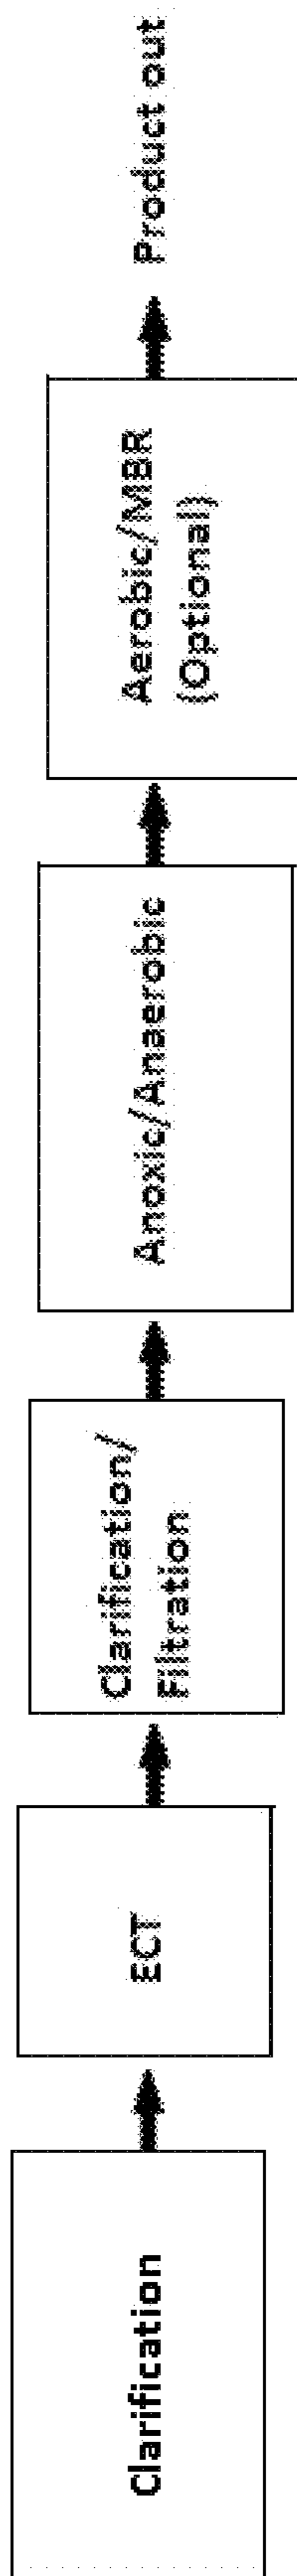 Clarification
ECT
Clarification/
Filtration
Anoxic/Anaerobic
Aerobic/MBR
(Optional)
Product out